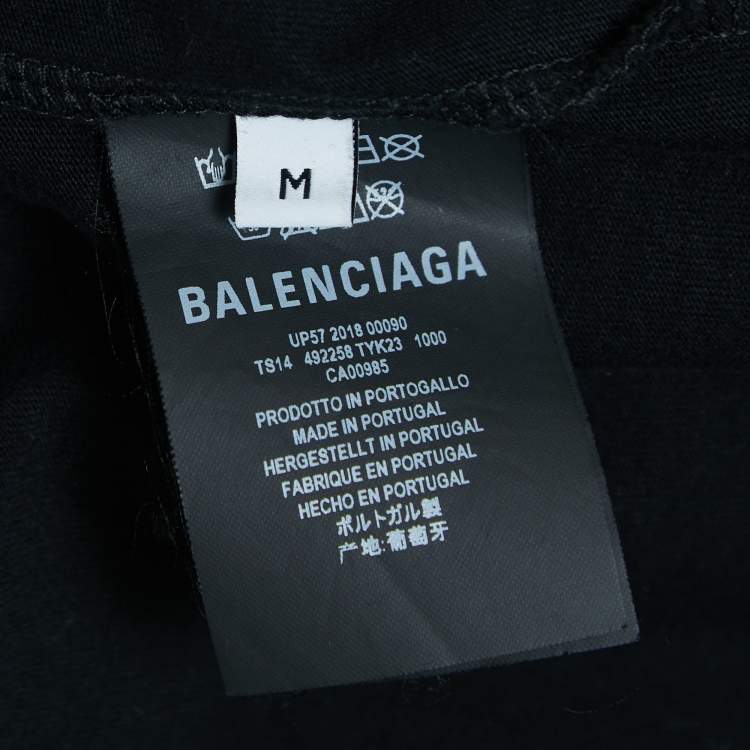 M
BALENCIAGA
UP57 2018 00090
TS14 492258 TYK23 1000
CA00985
PRODOTTO IN PORTOGALLO
MADE IN PORTUGAL
HERGESTELLT IN PORTUGAL
FABRIQUE EN PORTUGAL
HECHO EN PORTUGAL
ポルトガル製
产地:葡萄牙